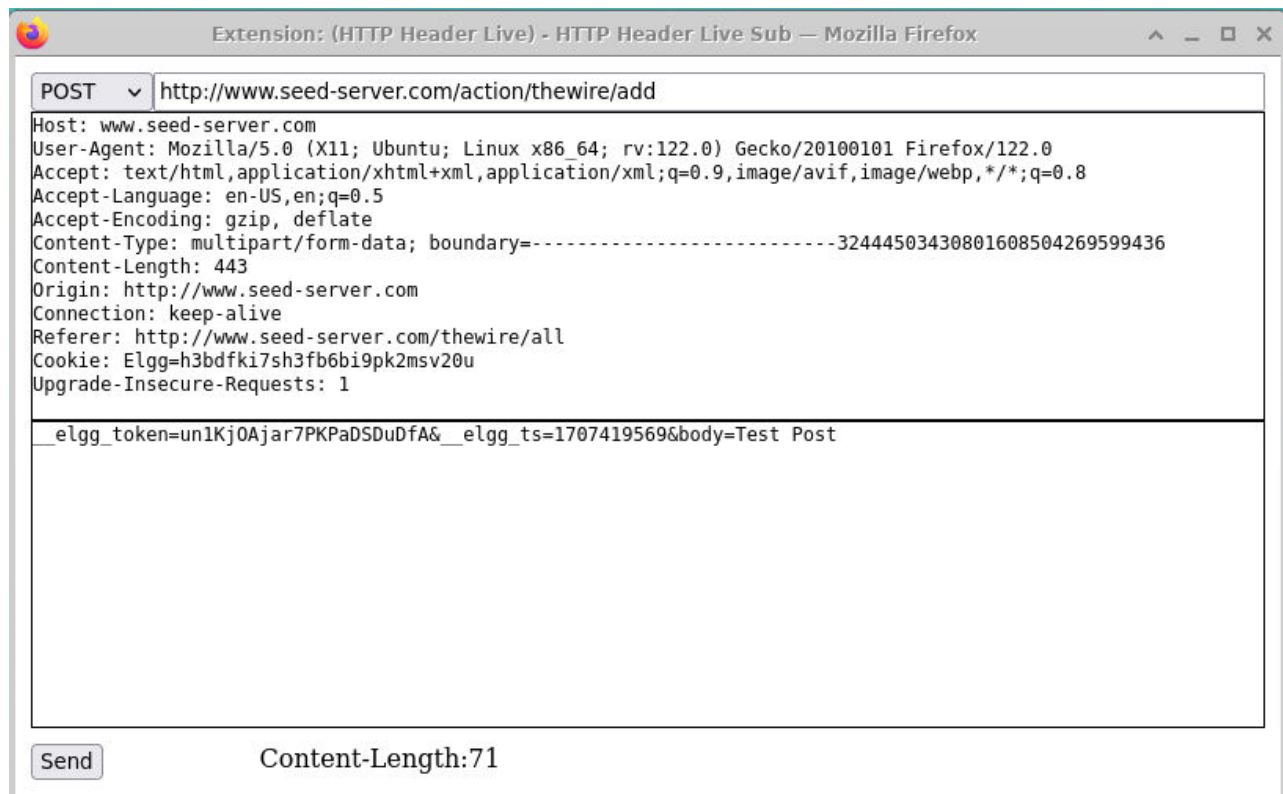 Extension: (HTTP Header Live) - HTTP Header Live Sub — Mozilla Firefox
POST http://www.seed-server.com/action/thewire/add
Host: www.seed-server.com
User-Agent: Mozilla/5.0 (X11; Ubuntu; Linux x86_64; rv:122.0) Gecko/20100101 Firefox/122.0
Accept: text/html,application/xhtml+xml,application/xml;q=0.9,image/avif,image/webp,*/*;q=0.8
Accept-Language: en-US,en;q=0.5
Accept-Encoding: gzip, deflate
Content-Type: multipart/form-data; boundary=---------------------------32444503430801608504269599436
Content-Length: 443
Origin: http://www.seed-server.com
Connection: keep-alive
Referer: http://www.seed-server.com/thewire/all
Cookie: Elgg=h3bdfki7sh3fb6bi9pk2msv20u
Upgrade-Insecure-Requests: 1
__elgg_token=un1KjOAjar7PKPaDSDuDfA&__elgg_ts=1707419569&body=Test Post
Send Content-Length:71